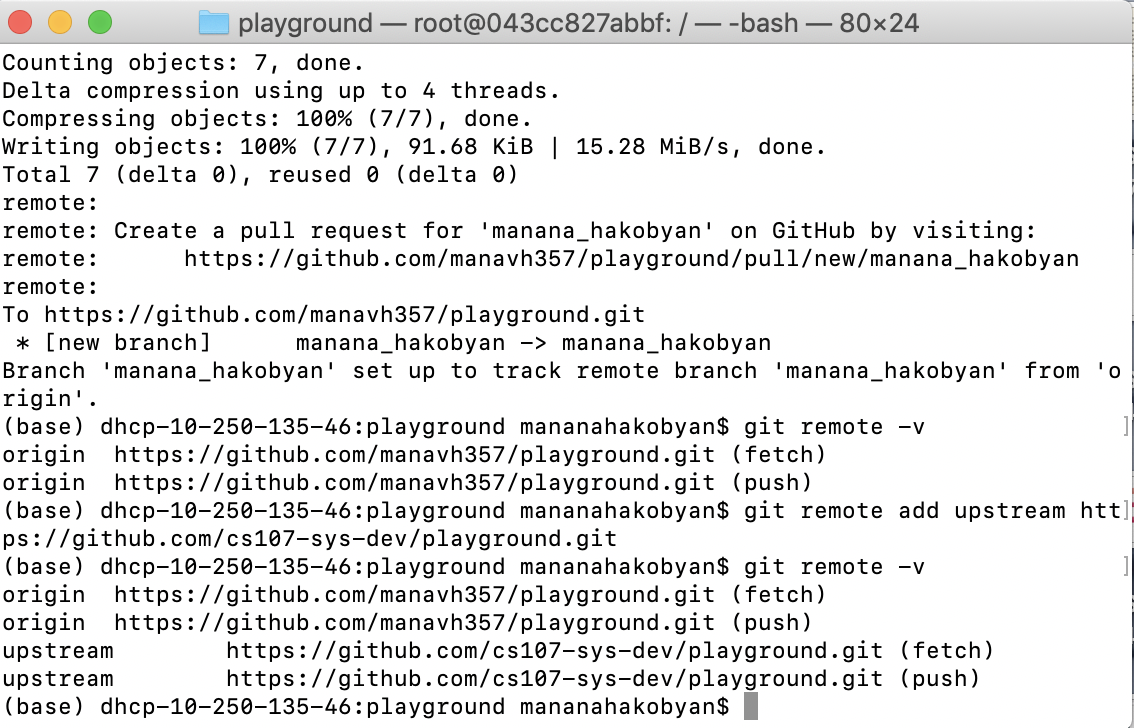 playground — root@043cc827abbf: / — -bash — 80×24
Counting objects: 7, done.
Delta compression using up to 4 threads.
Compressing objects: 100% (7/7), done.
Writing objects: 100% (7/7), 91.68 KiB | 15.28 MiB/s, done.
Total 7 (delta 0), reused 0 (delta 0)
remote:
remote: Create a pull request for 'manana_hakobyan' on GitHub by visiting:
remote:      https://github.com/manavh357/playground/pull/new/manana_hakobyan
remote:
To https://github.com/manavh357/playground.git
 * [new branch]      manana_hakobyan -> manana_hakobyan
Branch 'manana_hakobyan' set up to track remote branch 'manana_hakobyan' from 'o
rigin'.
(base) dhcp-10-250-135-46:playground mananahakobyan$ git remote -v
origin  https://github.com/manavh357/playground.git (fetch)
origin  https://github.com/manavh357/playground.git (push)
(base) dhcp-10-250-135-46:playground mananahakobyan$ git remote add upstream htt
ps://github.com/cs107-sys-dev/playground.git
(base) dhcp-10-250-135-46:playground mananahakobyan$ git remote -v
origin  https://github.com/manavh357/playground.git (fetch)
origin  https://github.com/manavh357/playground.git (push)
upstream        https://github.com/cs107-sys-dev/playground.git (fetch)
upstream        https://github.com/cs107-sys-dev/playground.git (push)
(base) dhcp-10-250-135-46:playground mananahakobyan$